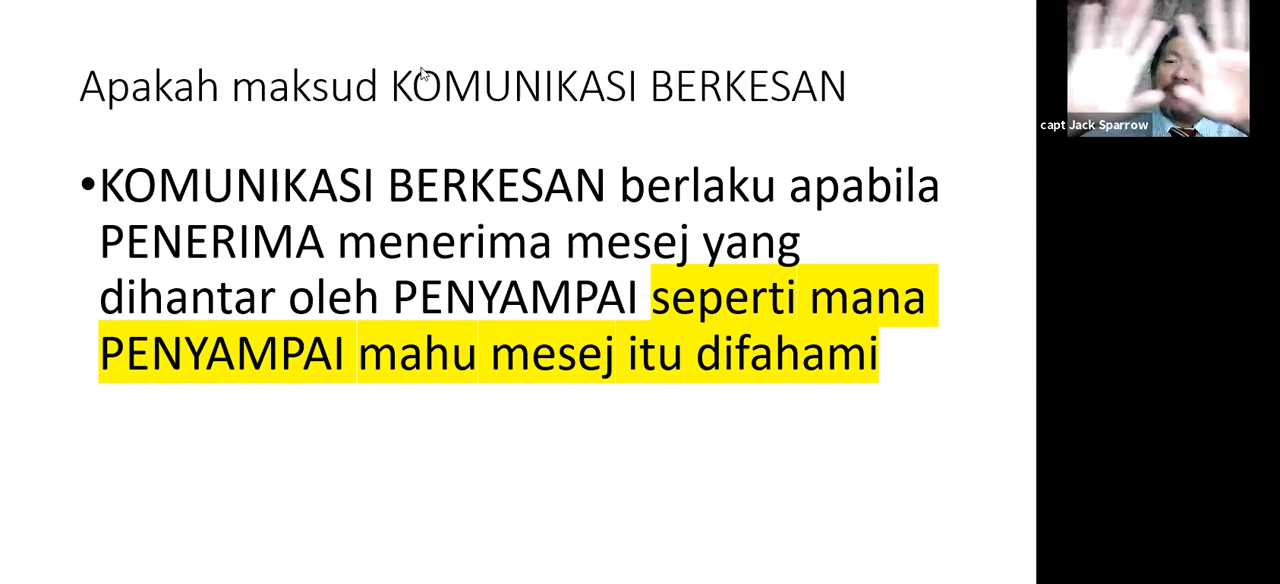 Apakah maksud KOMUNIKASI BERKESAN
•KOMUNIKASI BERKESAN berlaku apabila
PENERIMA menerima mesej yang
dihantar oleh PENYAMPAI seperti mana
PENYAMPAI mahu mesej itu difahami
capt Jack Sparrow